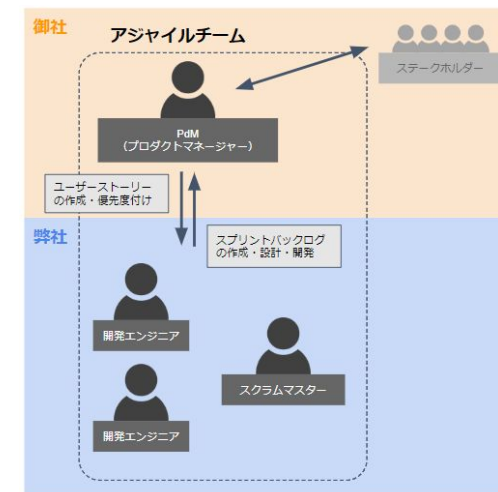 御社
アジャイルチーム
ステークホルダー
PdM
（プロダクトマネージャー）
ユーザーストーリー
の作成・優先度付け
弊社
スプリントバックログ
の作成・設計・開発
開発エンジニア
スクラムマスター
開発エンジニア